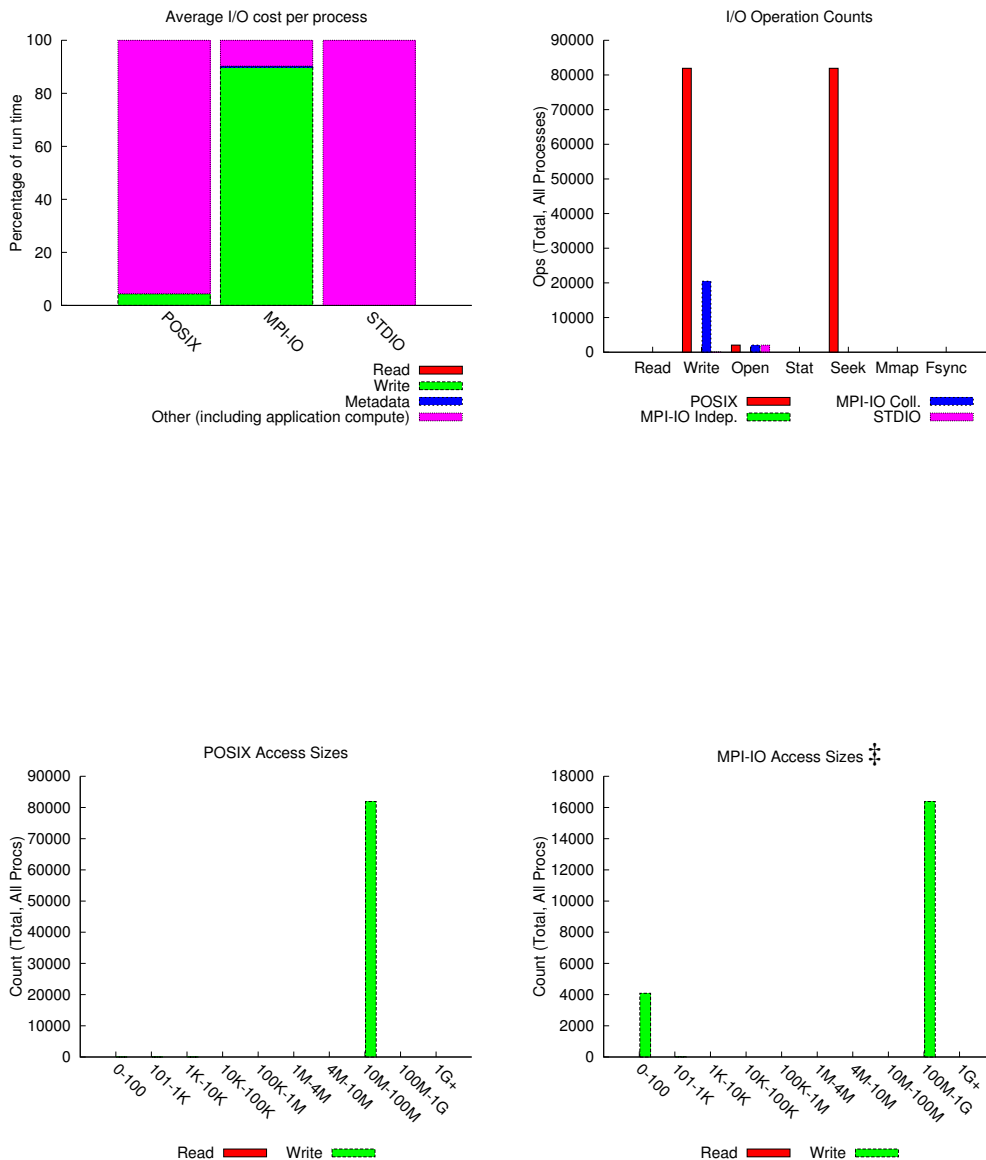 Average I/O cost per process
100
80
60
40
20
0
Percentage of run time
POSIX
MPI-IO
STDIO
Read
Write
Metadata
Other (including application compute)
I/O Operation Counts
90000
80000
70000
60000
50000
40000
30000
20000
10000
0
Ops (Total, All Processes)
Read Write Open Stat Seek Mmap Fsync
POSIX
MPI-IO Indep.
MPI-IO Coll.
STDIO
POSIX Access Sizes
90000
80000
70000
60000
50000
40000
30000
20000
10000
0
Count (Total, All Procs)
0-100
101-1K
1K-10K
10K-100K
100K-1M
1M-4M
4M-10M
10M-100M
100M-1G
1G+
Read Write
MPI-IO Access Sizes ‡
18000
16000
14000
12000
10000
8000
6000
4000
2000
0
Count (Total, All Procs)
0-100
101-1K
1K-10K
10K-100K
100K-1M
1M-4M
4M-10M
10M-100M
100M-1G
1G+
Read Write